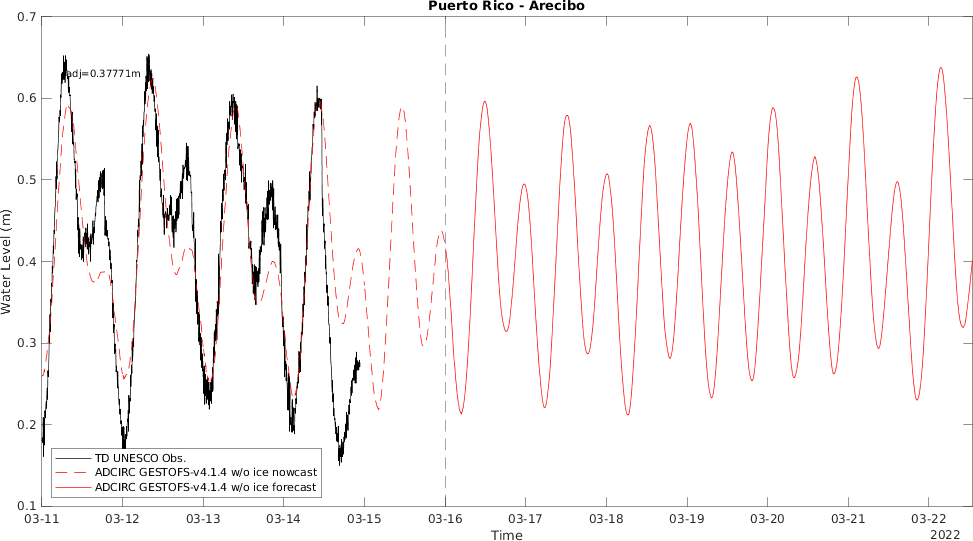 Puerto Rico - Arecibo
0.7
0.6
0.5
0.4
0.3
0.2
0.1
Water Level (m)
adj=0.37771m
TD UNESCO Obs.
ADCIRC GESTOFS-v4.1.4 w/o ice nowcast
ADCIRC GESTOFS-v4.1.4 w/o ice forecast
03-11 03-12 03-13 03-14 03-15 03-16 03-17 03-18 03-19 03-20 03-21 03-22
Time
2022